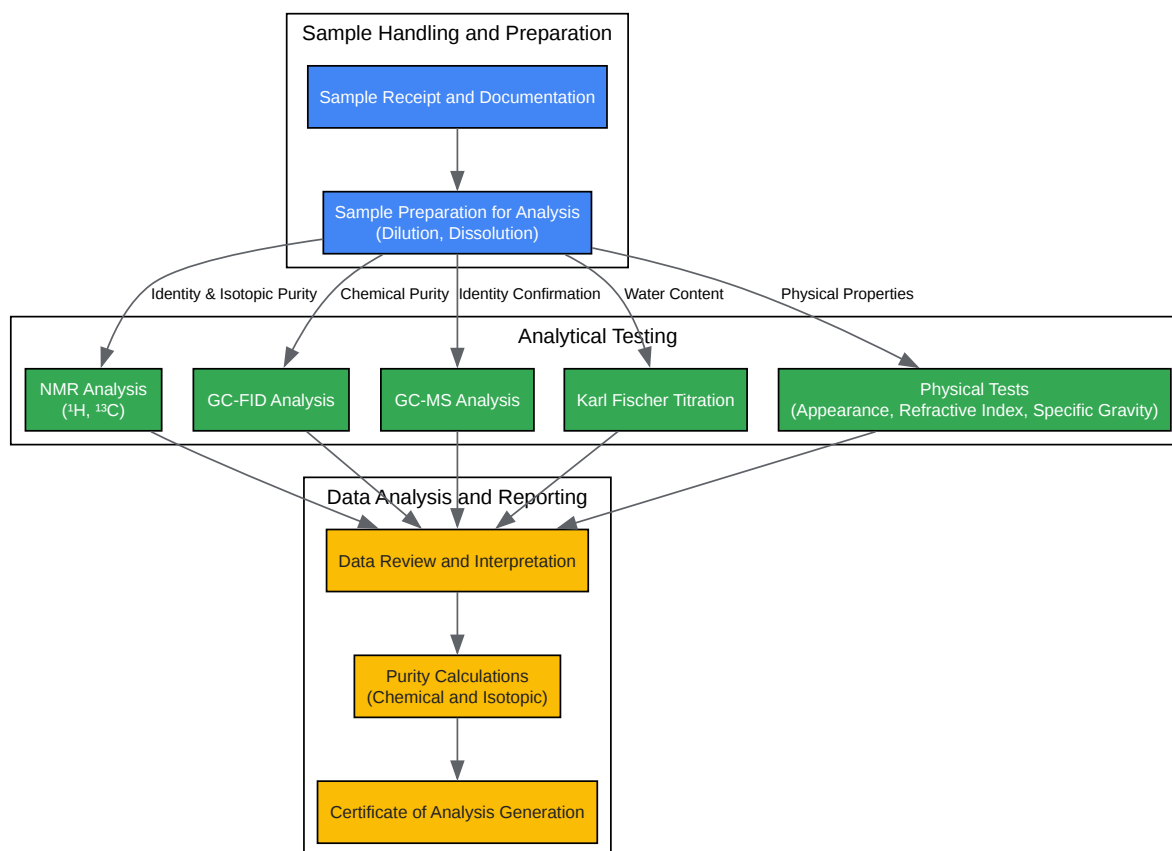 Sample Handling and Preparation
Sample Receipt and Documentation
Sample Preparation for Analysis
(Dilution, Dissolution)
Identity & Isotopic Purity
Chemical Purity
Identity Confirmation
Water Content
Physical Properties
Analytical Testing
NMR Analysis
(¹H, ¹³C)
GC-FID Analysis
GC-MS Analysis
Karl Fischer Titration
Physical Tests
(Appearance, Refractive Index, Specific Gravity)
Data Analysis and Reporting
Data Review and Interpretation
Purity Calculations
(Chemical and Isotopic)
Certificate of Analysis Generation